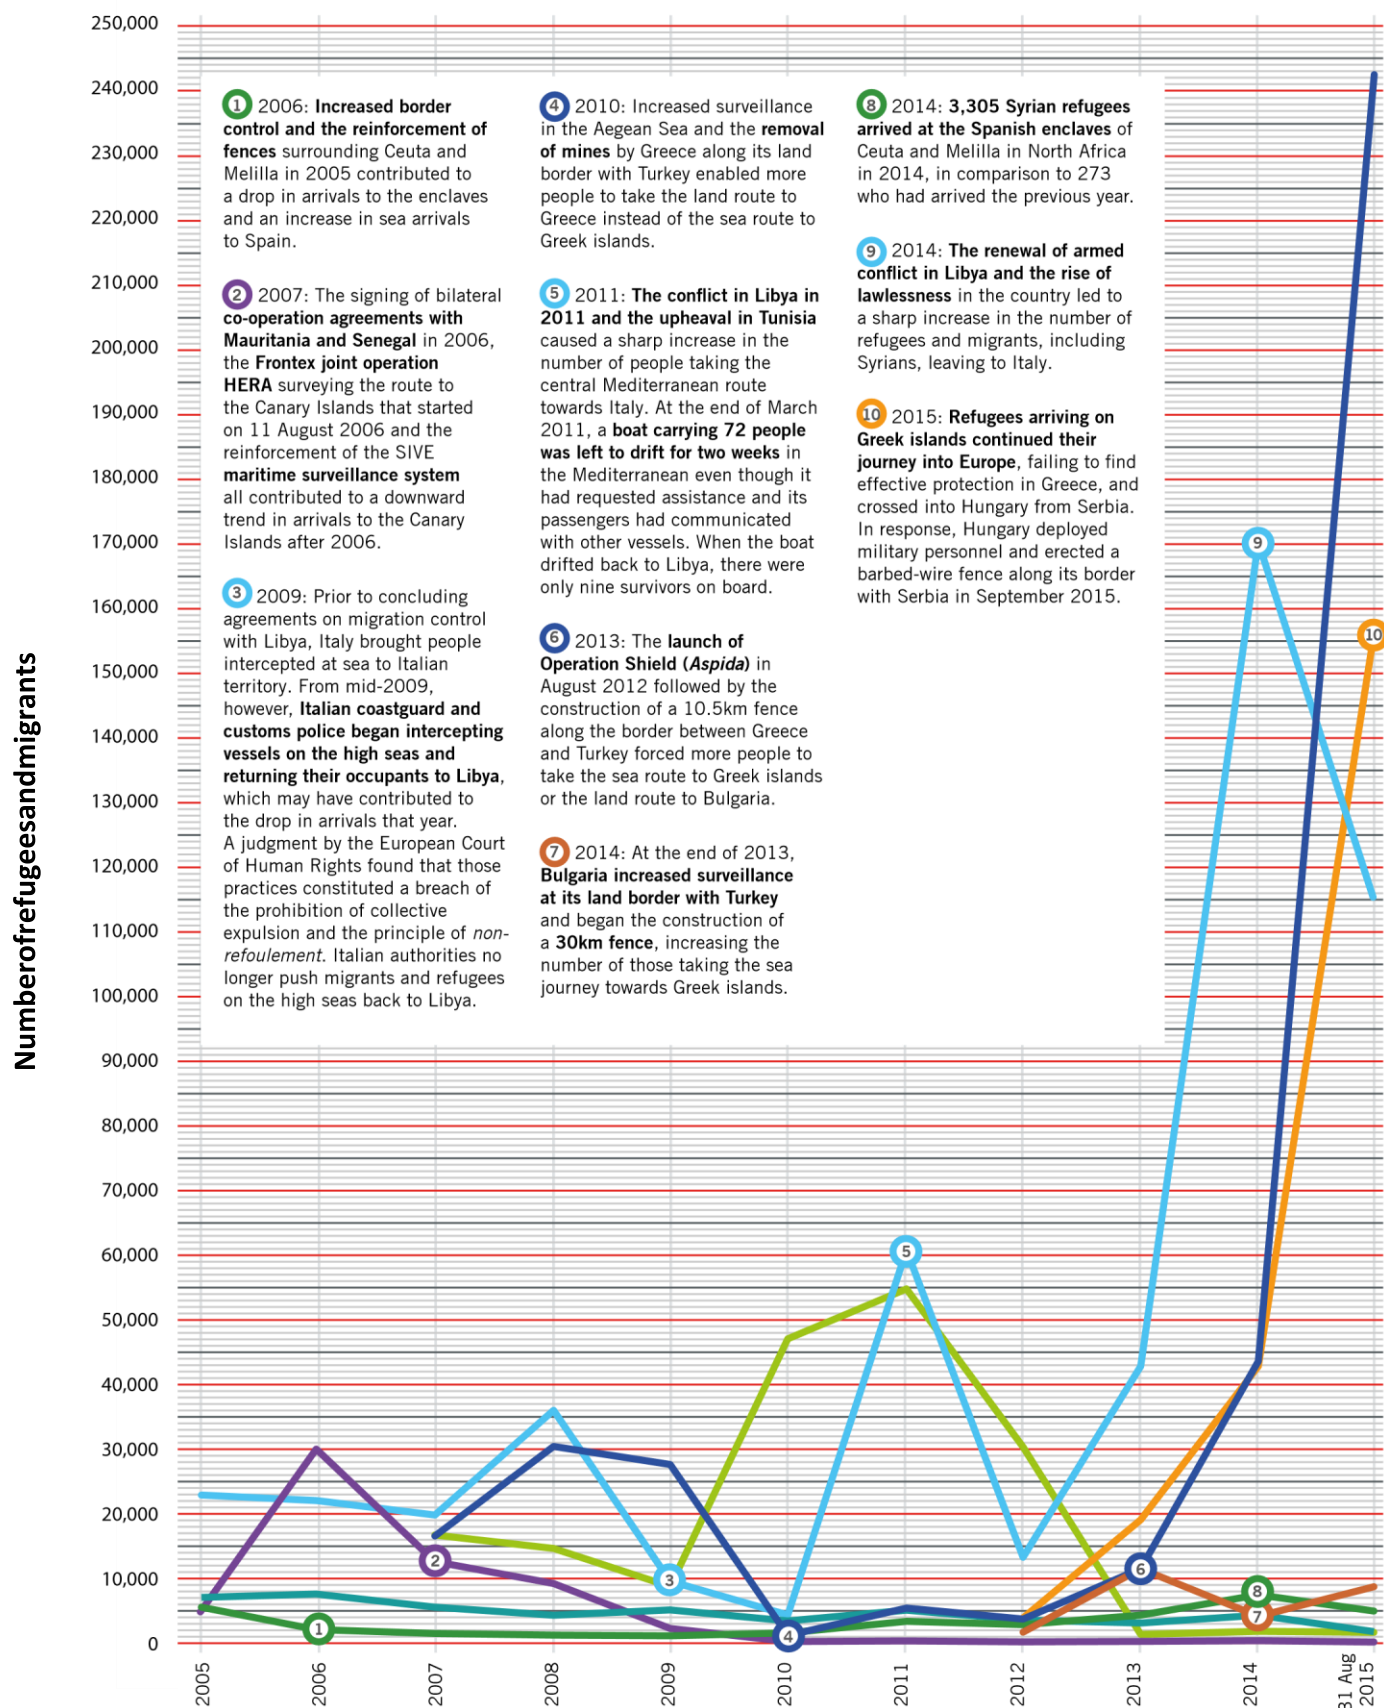 250,000
240,000
230,000
220,000
210,000
200,000
190,000
180,000
170,000
160,000
150,000
140,000
130,000
120,000
110,000
100,000
90,000
80,000
70,000
60,000
50,000
40,000
30,000
20,000
10,000
0
Numberofrefugeesandmigrants
1 2006: Increased border
control and the reinforcement of
fences surrounding Ceuta and
Melilla in 2005 contributed to
a drop in arrivals to the enclaves
and an increase in sea arrivals
to Spain.
2 2007: The signing of bilateral
co-operation agreements with
Mauritania and Senegal in 2006,
the Frontex joint operation
HERA surveying the route to
the Canary Islands that started
on 11 August 2006 and the
reinforcement of the SIVE
maritime surveillance system
all contributed to a downward
trend in arrivals to the Canary
Islands after 2006.
3 2009: Prior to concluding
agreements on migration control
with Libya, Italy brought people
intercepted at sea to Italian
territory. From mid-2009,
however, Italian coastguard and
customs police began intercepting
vessels on the high seas and
returning their occupants to Libya,
which may have contributed to
the drop in arrivals that year.
A judgment by the European Court
of Human Rights found that those
practices constituted a breach of
the prohibition of collective
expulsion and the principle of non-
refoulement. Italian authorities no
longer push migrants and refugees
on the high seas back to Libya.
4 2010: Increased surveillance
in the Aegean Sea and the removal
of mines by Greece along its land
border with Turkey enabled more
people to take the land route to
Greece instead of the sea route to
Greek islands.
5 2011: The conflict in Libya in
2011 and the upheaval in Tunisia
caused a sharp increase in the
number of people taking the
central Mediterranean route
towards Italy. At the end of March
2011, a boat carrying 72 people
was left to drift for two weeks in
the Mediterranean even though it
had requested assistance and its
passengers had communicated
with other vessels. When the boat
drifted back to Libya, there were
only nine survivors on board.
6 2013: The launch of
Operation Shield (Aspida) in
August 2012 followed by the
construction of a 10.5km fence
along the border between Greece
and Turkey forced more people to
take the sea route to Greek islands
or the land route to Bulgaria.
7 2014: At the end of 2013,
Bulgaria increased surveillance
at its land border with Turkey
and began the construction of
a 30km fence, increasing the
number of those taking the sea
journey towards Greek islands.
8 2014: 3,305 Syrian refugees
arrived at the Spanish enclaves of
Ceuta and Melilla in North Africa
in 2014, in comparison to 273
who had arrived the previous year.
9 2014: The renewal of armed
conflict in Libya and the rise of
lawlessness in the country led to
a sharp increase in the number of
refugees and migrants, including
Syrians, leaving to Italy.
10 2015: Refugees arriving on
Greek islands continued their
journey into Europe, failing to find
effective protection in Greece, and
crossed into Hungary from Serbia.
In response, Hungary deployed
military personnel and erected a
barbed-wire fence along its border
with Serbia in September 2015.
9
10
5
2
3
6
8
7
1
4
2005
2006
2007
2008
2009
2010
2011
2012
2013
2014
31 Aug
2015